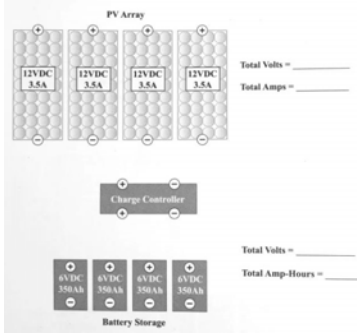 PV Array
12VDC 12VDC 12VDC 12VDC
3.5A 3.5A 3.5A 3.5A
Total Volts =
Total Amps =
Charge Controller
6VDC 6VDC 6VDC 6VDC
350Ah 350Ah 350Ah 350Ah
Total Volts =
Total Amp-Hours =
Battery Storage